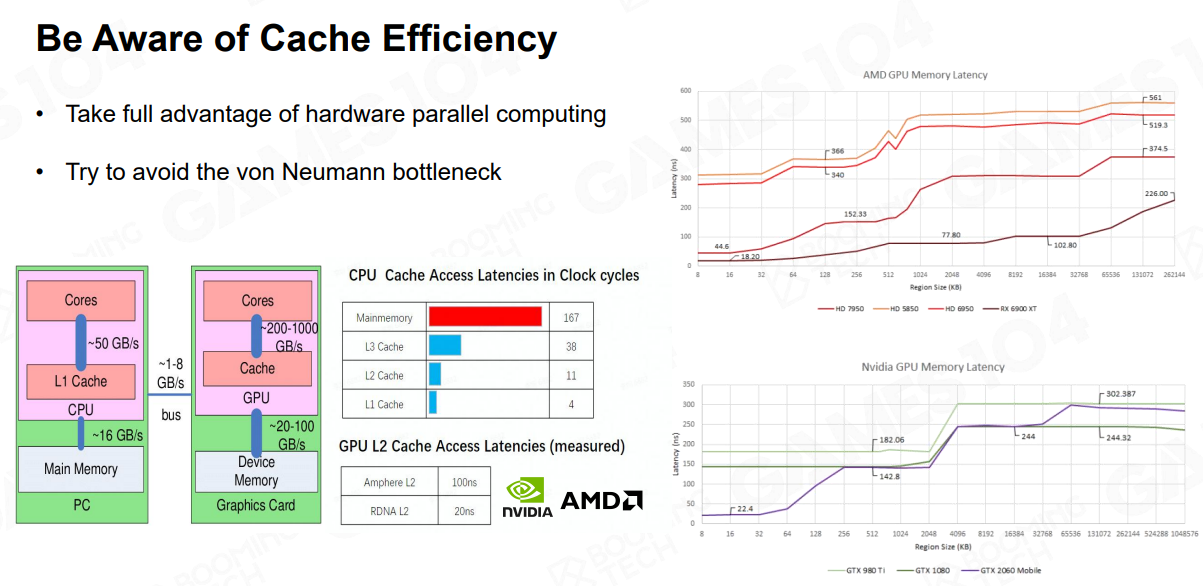 Be Aware of Cache Efficiency
• Take full advantage of hardware parallel computing
• Try to avoid the von Neumann bottleneck
Cores
~50 GB/s
L1 Cache
CPU
~16 GB/s
Main Memory
PC
~1-8
GB/s
bus
Cores
~200-1000
GB/s
Cache
GPU
~20-100
GB/s
Device
Memory
Graphics Card
CPU Cache Access Latencies in Clock cycles
Mainmemory 167
L3 Cache 38
L2 Cache 11
L1 Cache 4
GPU L2 Cache Access Latencies (measured)
Amphere L2 100ns
RDNA L2 20ns
NVIDIA
AMD
AMD GPU Memory Latency
Latency (ns)
600
500
400
300
200
100
0
561
519.3
374.5
366
340
226.00
152.33
77.80
102.80
44.6
18.20
8 16 32 64 128 256 512 1024 2048 4096 8192 16384 32768 65536 131072 262144
Region Size (KB)
HD 7950 HD 5850 HD 6950 RX 6900 XT
Nvidia GPU Memory Latency
Latency (ns)
350
300
250
200
150
100
50
0
302.387
182.06
244
244.32
142.8
22.4
8 16 32 64 128 256 512 1024 2048 4096 8192 16384 32768 65536 131072 262144 524288 1048576
Region Size (KB)
GTX 980 Ti GTX 1080 GTX 2060 Mobile
GAMES104
BOOMING
TECH